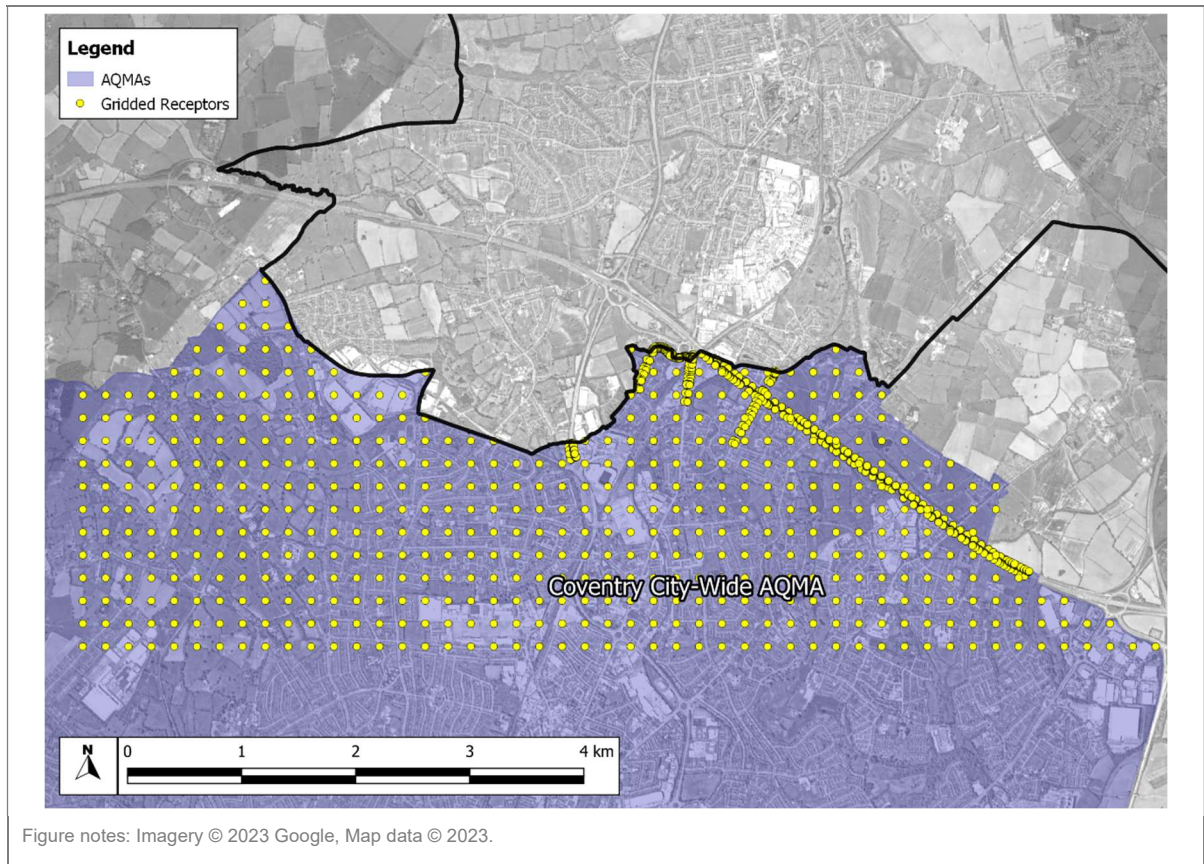 Legend
AQMAs
Gridded Receptors
Coventry City-Wide AQMA
N
0 1 2 3 4 km
Figure notes: Imagery © 2023 Google, Map data © 2023.